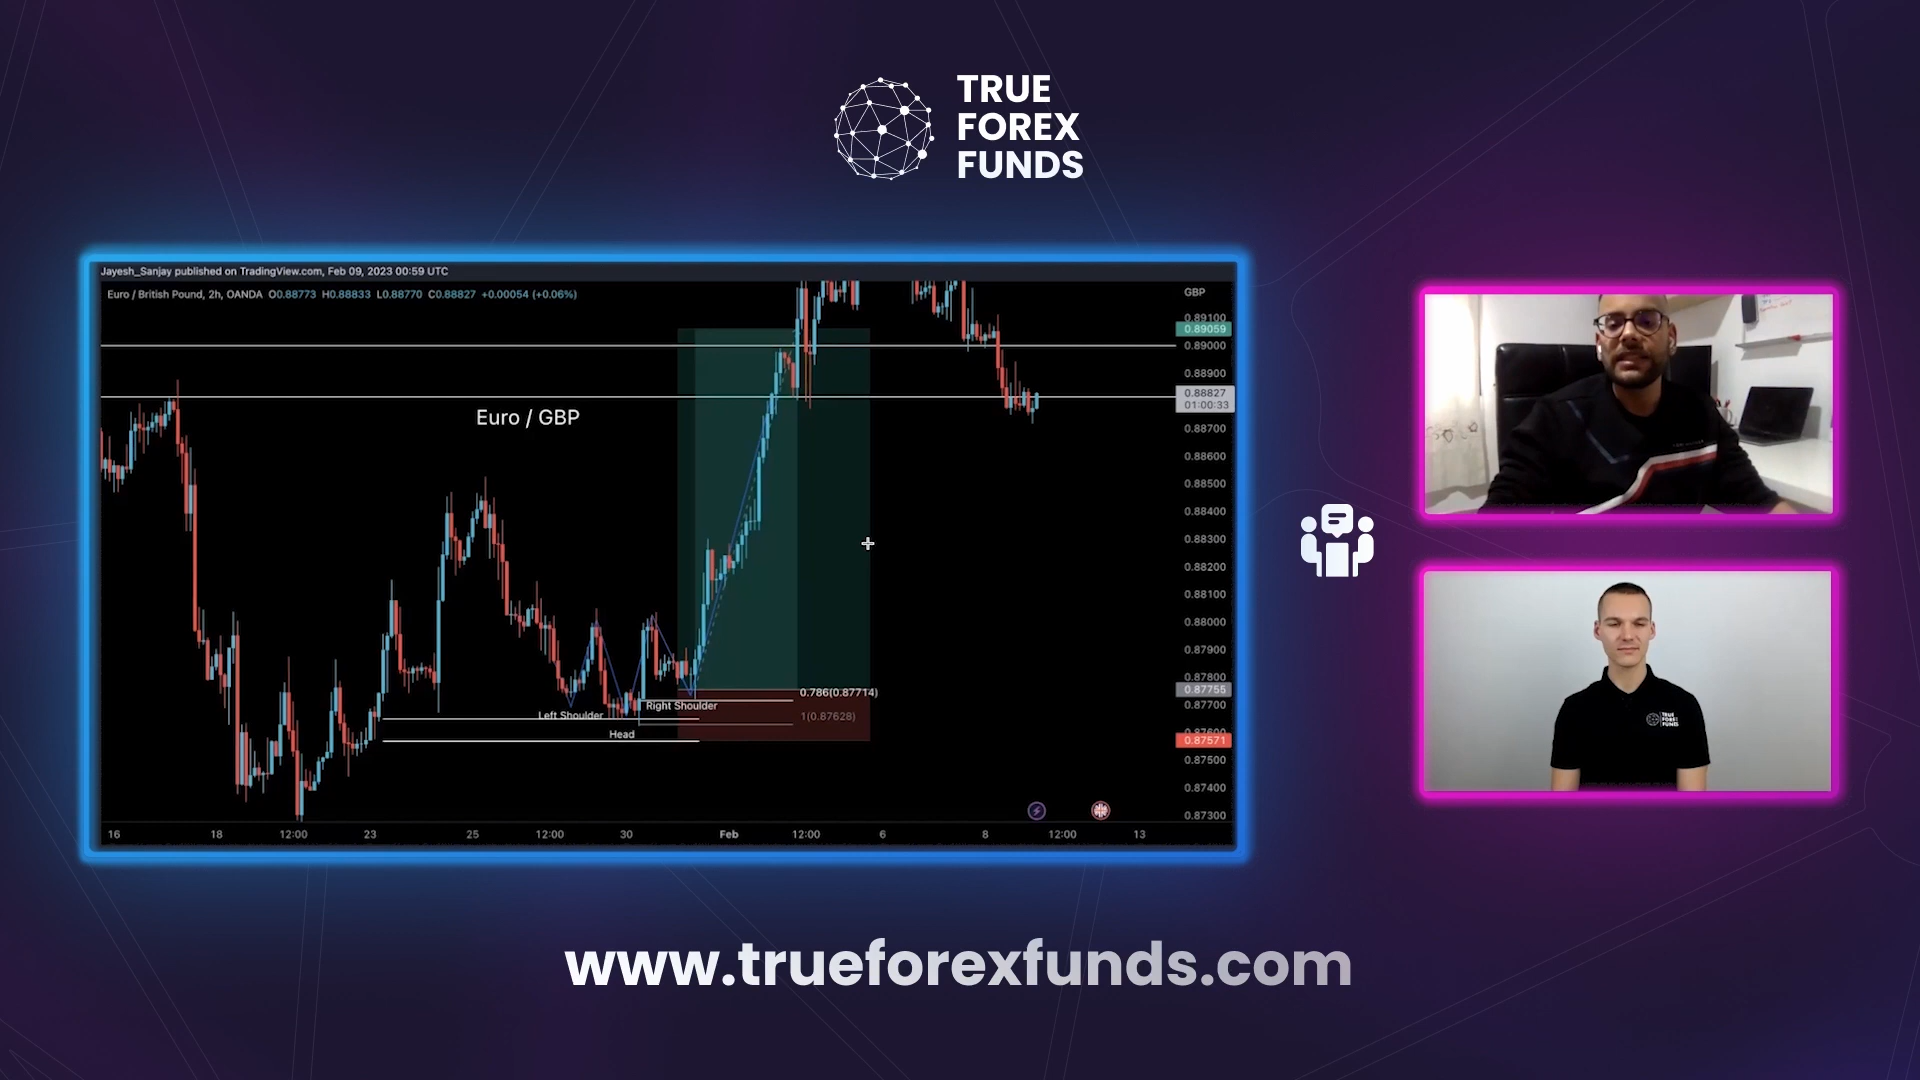 TRUE
FOREX
FUNDS
Jayesh_Sanjay published on TradingView.com, Feb 09, 2023 00:59 UTC
Euro / British Pound, 2h, OANDA O0.88773 H0.88833 L0.88770 C0.88827 +0.00054 (+0.06%)
GBP
0.89100
0.89059
0.89000
0.88900
0.88827
01:00:33
0.88700
0.88600
0.88500
0.88400
0.88300
0.88200
0.88100
0.88000
0.87900
0.87800
0.87755
0.87700
0.87600
0.87571
0.87500
0.87400
0.87300
Euro / GBP
0.786(0.87714)
Right Shoulder
Left Shoulder
1(0.87628)
Head
16 18 12:00 23 25 12:00 30 Feb 12:00 6 8 12:00 13
TRUE
FOREX
FUNDS
www.trueforexfunds.com